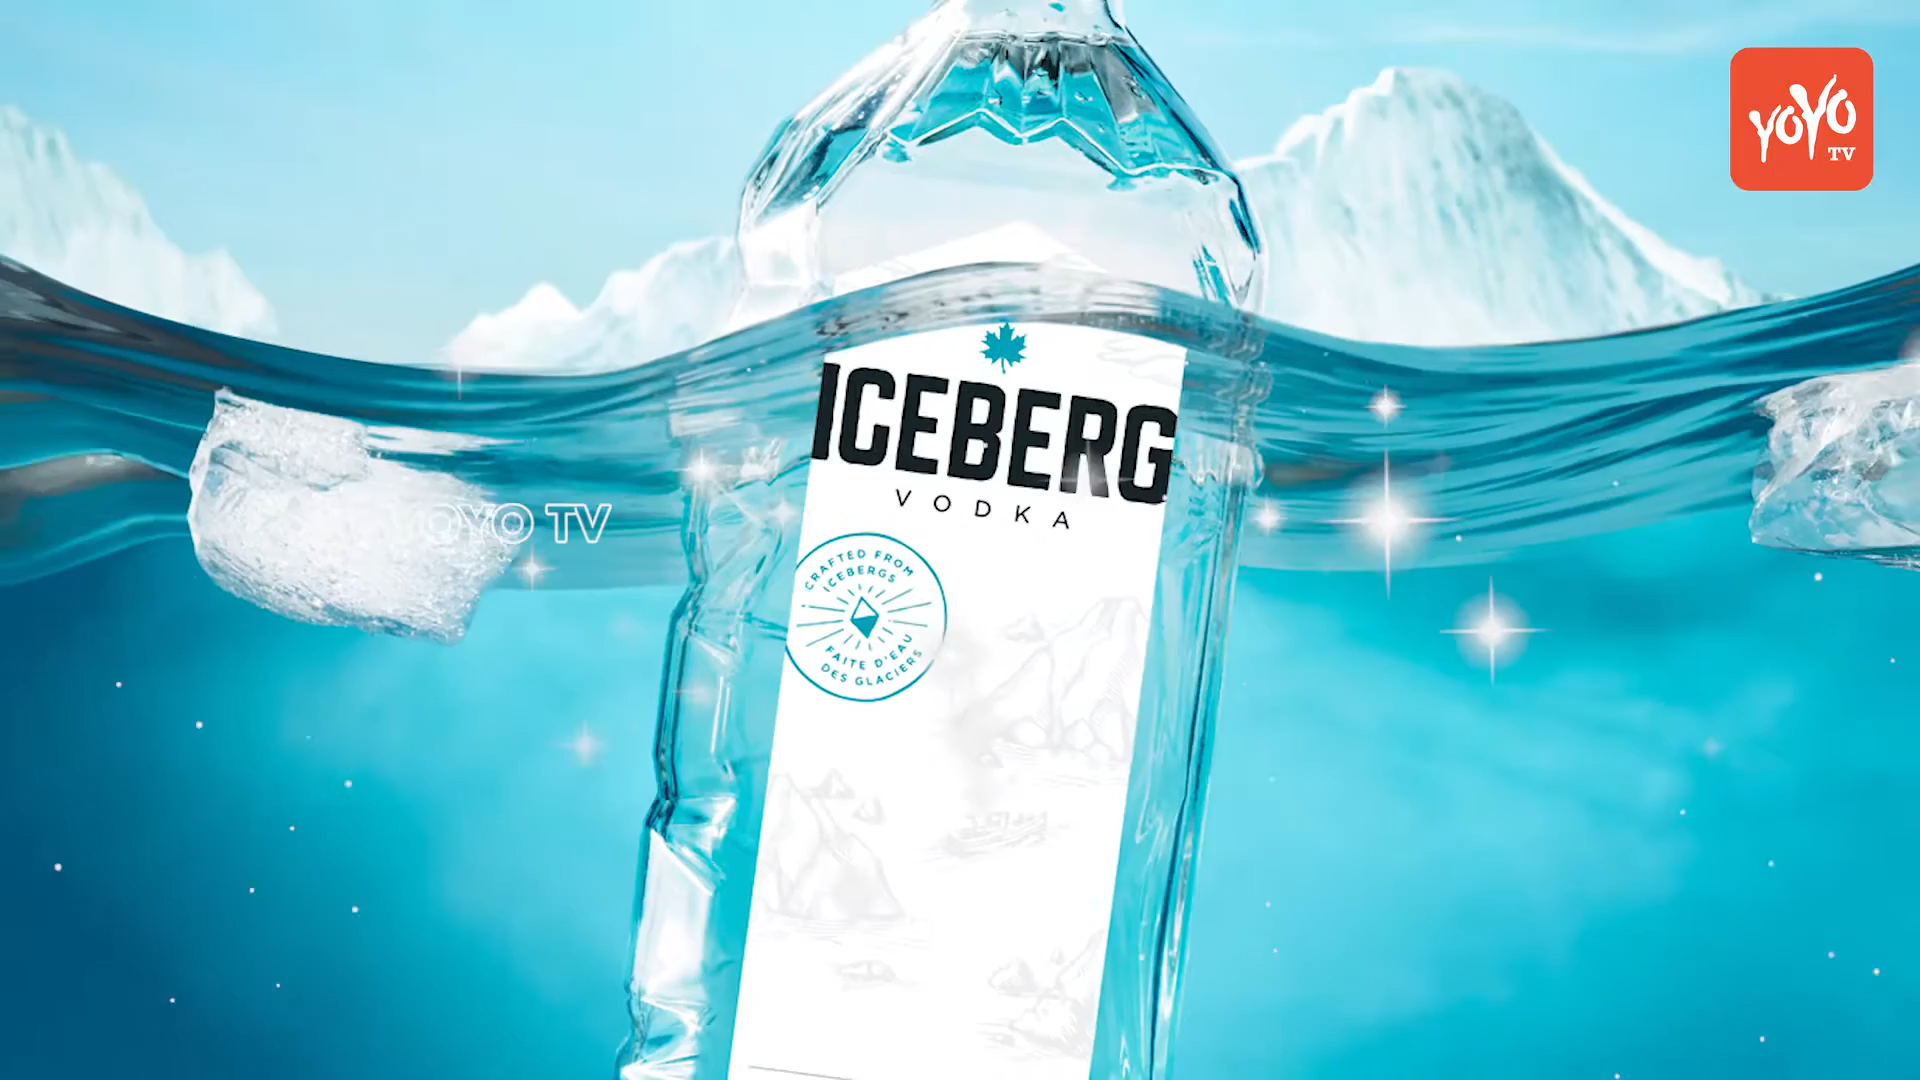 YOYO
TV
ICEBERG
VODKA
YOYO TV
CRAFTED FROM
ICEBERGS
FAITE D'EAU
DES GLACIERS